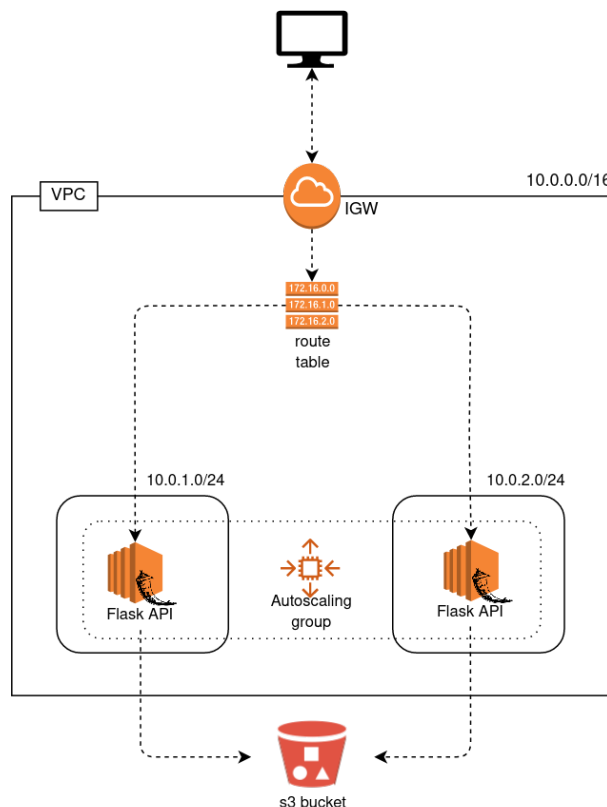 VPC
10.0.0.0/16
IGW
172.16.0.0
172.16.1.0
172.16.2.0
route
table
10.0.1.0/24
10.0.2.0/24
Flask API
Autoscaling
group
Flask API
s3 bucket